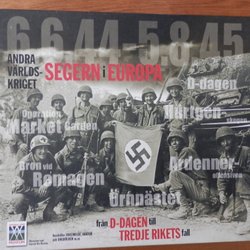 6.6.44-5.8.45
ANDRA
VÄRLDS-
KRIGET
SEGERN i EUROPA
D-dagen
Operation
Market Garden
Hürtgen-
Bron vid
Remagen
Ardenner-
offensiven
Örnnästet
från D-DAGEN till
TREDJE RIKETS fall